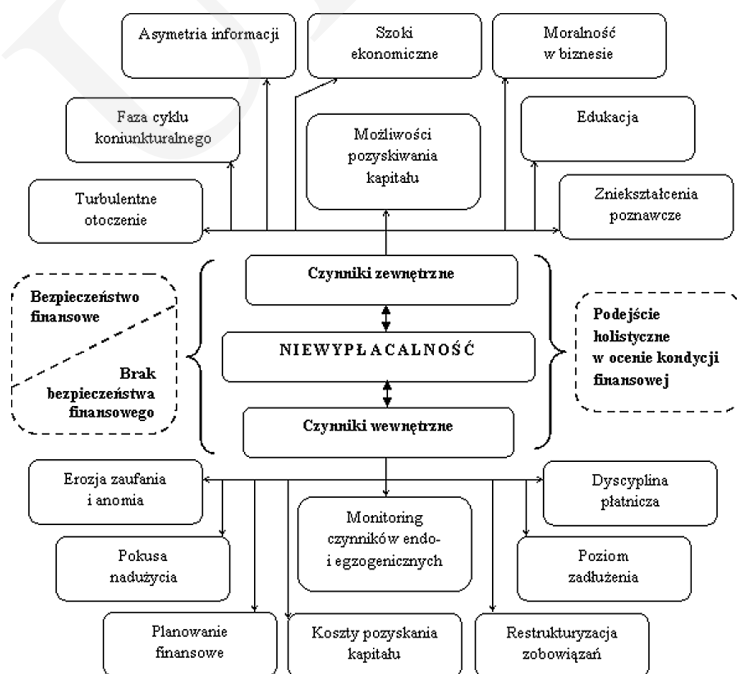 Asymetria informacji
Szoki
ekonomiczne
Moralność
w biznesie
Faza cyklu
koniunkturalnego
Możliwości
pozyskiwania
kapitału
Edukacja
Turbulentne
otoczenie
Zniekształcenia
poznawcze
Czynniki zewnętrzne
Bezpieczeństwo
finansowe
Brak
bezpieczeństwa
finansowego
NIEWYPŁACALNOŚĆ
Podejście
holistyczne
w ocenie kondycji
finansowej
Czynniki wewnętrzne
Erozja zaufania
i anomia
Dyscyplina
płatnicza
Monitoring
czynników endo-
i egzogenicznych
Pokusa
nadużycia
Poziom
zadłużenia
Planowanie
finansowe
Koszty pozyskania
kapitału
Restrukturyzacja
zobowiązań